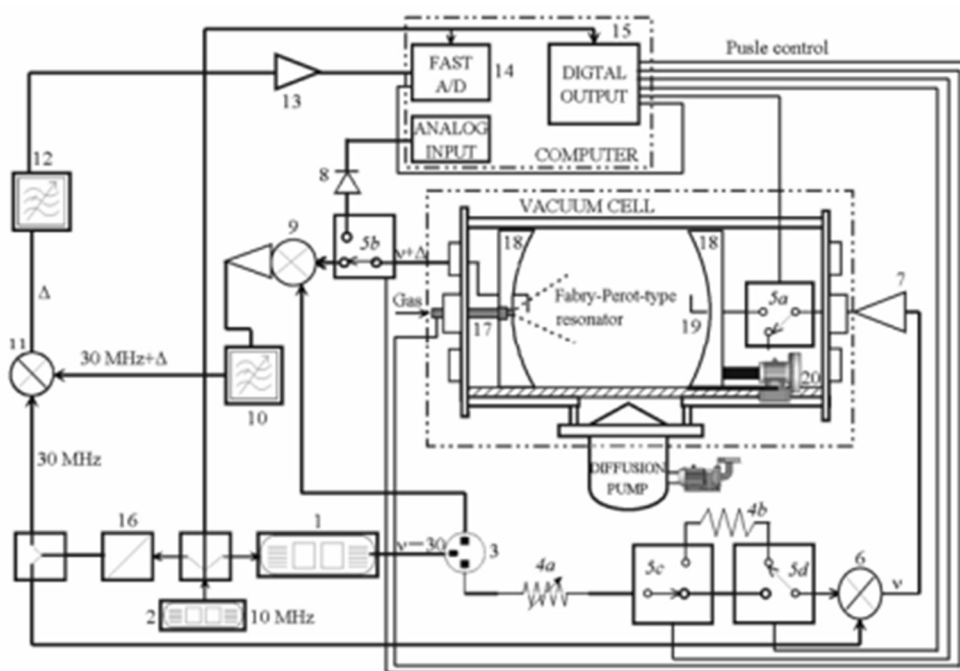 15
Pusle control
FAST
A/D
14
DIGTAL
OUTPUT
13
ANALOG
INPUT
COMPUTER
12
8
VACUUM CELL
9
5b
ν+Δ
18
18
7
Δ
Gas
Fabry-Perot-type
resonator
5a
17
19
11
30 MHz+Δ
20
10
30 MHz
DIFFUSION
PUMP
4b
16
1
ν−30
3
4a
5c
5d
6
ν
2
10 MHz